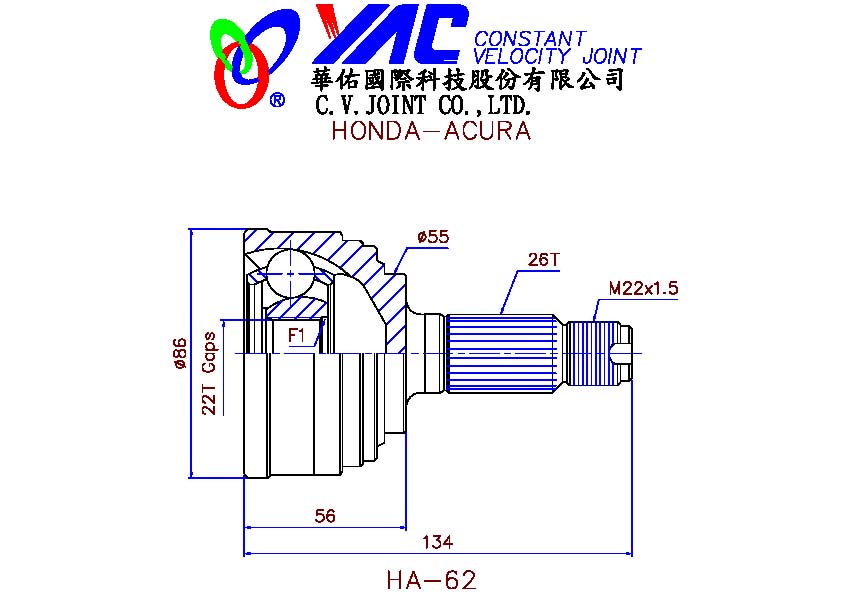 YAC CONSTANT
VELOCITY JOINT
®
華佑國際科技股份有限公司
C.V.JOINT CO.,LTD.
HONDA-ACURA
ø55
26T
M22x1.5
F1
ø86
22T Gaps
56
134
HA-62